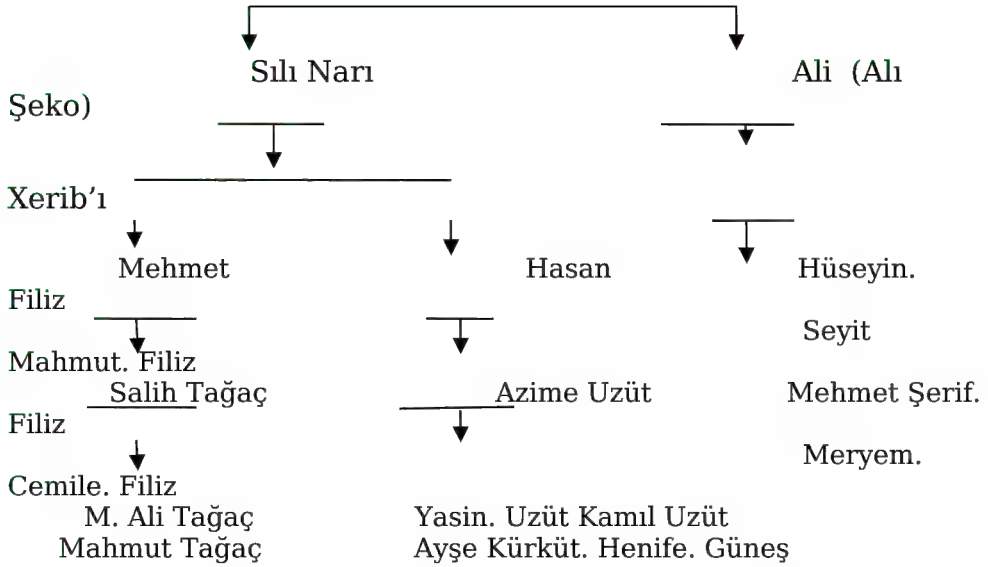 Sılı Narı Ali (Alı
Şeko)
Xerib’ı
Mehmet Hasan Hüseyin.
Filiz
Seyit
Mahmut. Filiz
Salih Tağaç Azime Uzüt Mehmet Şerif.
Filiz
Meryem.
Cemile. Filiz
M. Ali Tağaç Yasin. Uzüt Kamıl Uzüt
Mahmut Tağaç Ayşe Kürküt. Henife. Güneş